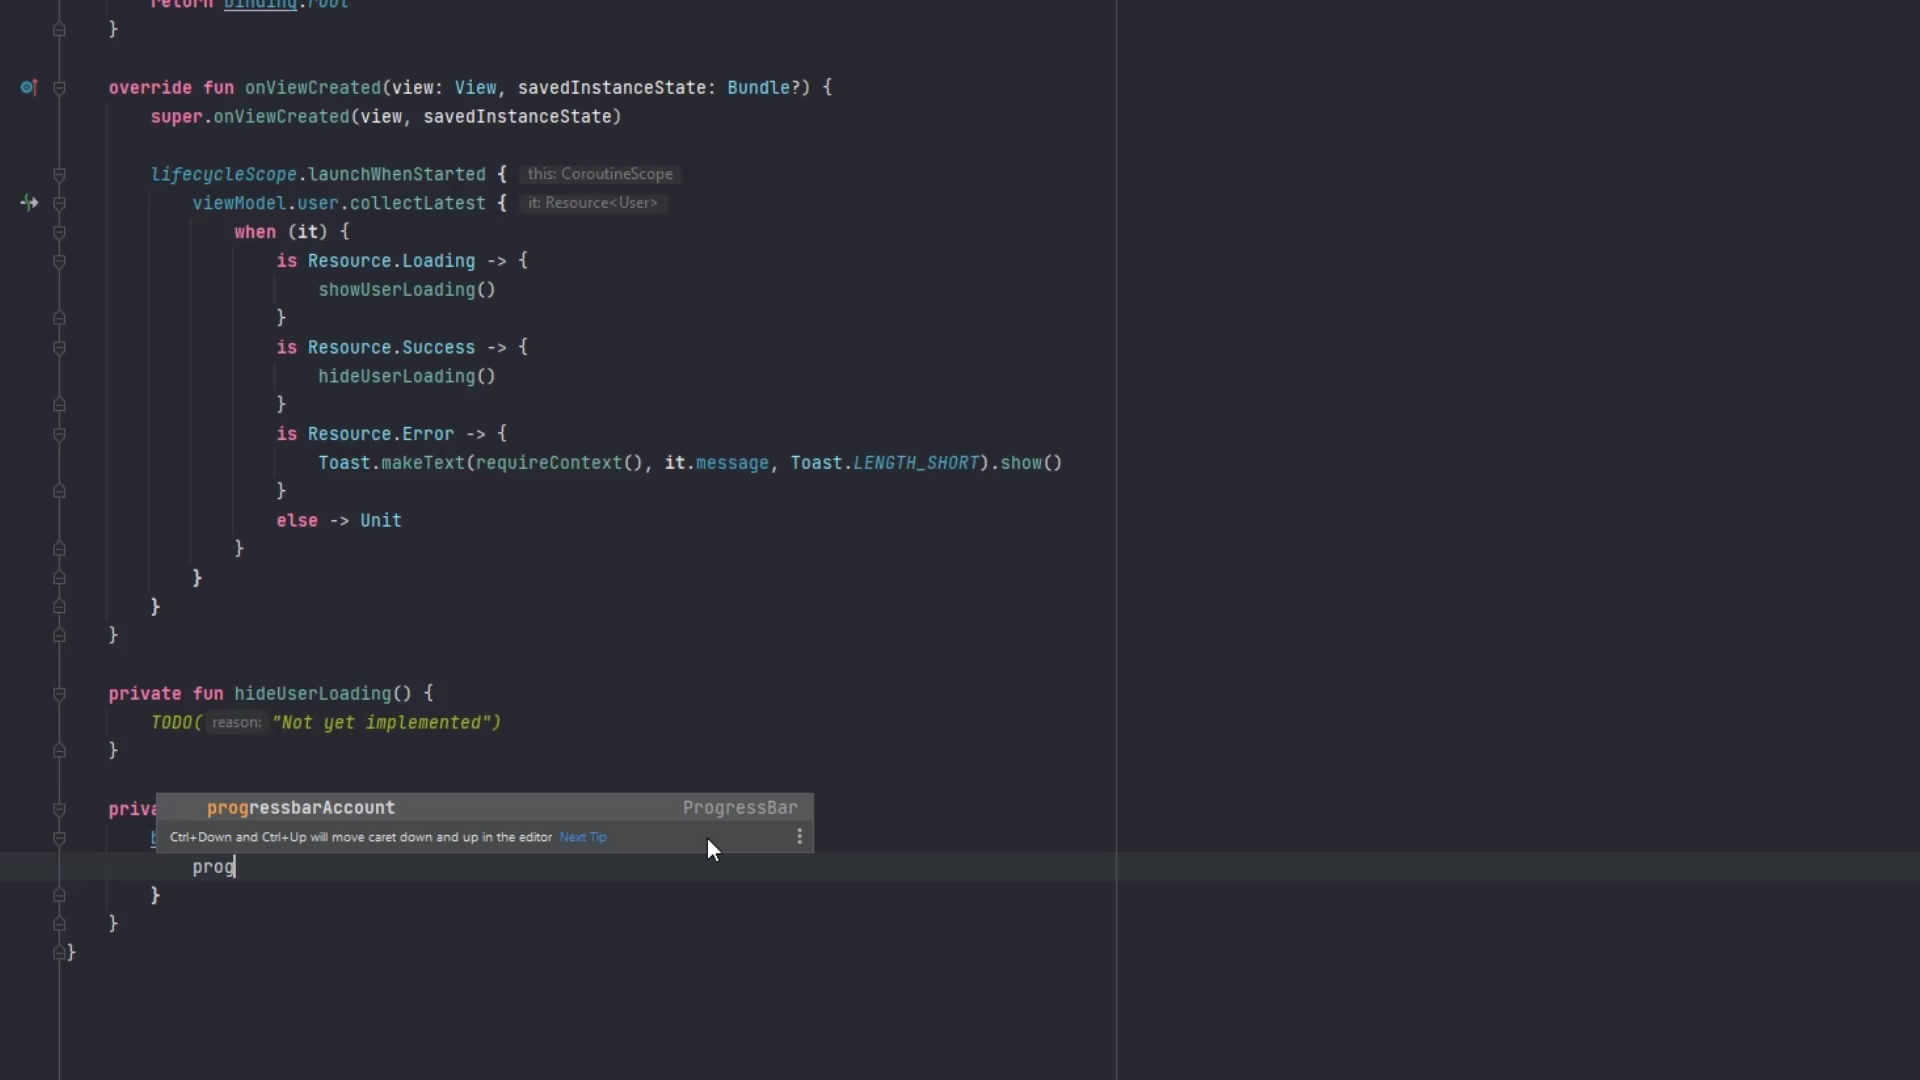 return binding.root
}
override fun onViewCreated(view: View, savedInstanceState: Bundle?) {
super.onViewCreated(view, savedInstanceState)
lifecycleScope.launchWhenStarted { this: CoroutineScope
viewModel.user.collectLatest { it: Resource<User>
when (it) {
is Resource.Loading -> {
showUserLoading()
}
is Resource.Success -> {
hideUserLoading()
}
is Resource.Error -> {
Toast.makeText(requireContext(), it.message, Toast.LENGTH_SHORT).show()
}
else -> Unit
}
}
}
}
private fun hideUserLoading() {
TODO( reason: "Not yet implemented")
}
priva
progressbarAccount ProgressBar
Ctrl+Down and Ctrl+Up will move caret down and up in the editor Next Tip
prog
}
}
}